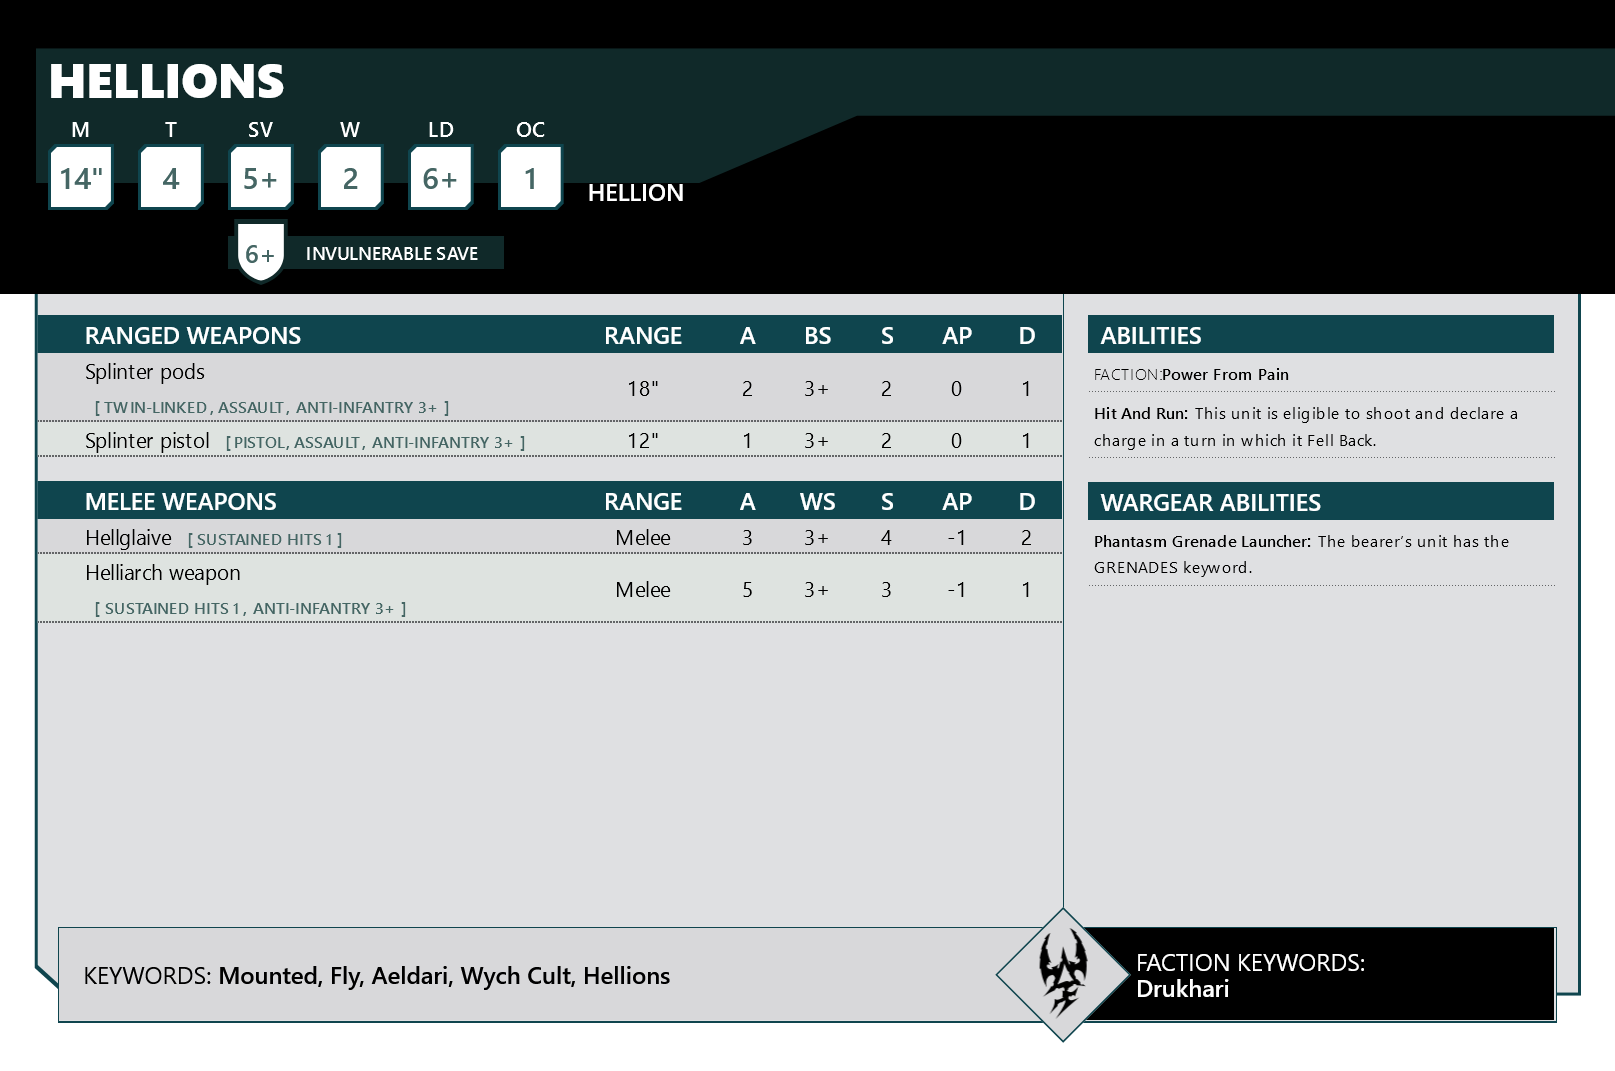 HELLIONS
M T SV W LD OC
14" 4 5+ 2 6+ 1 HELLION
6+ INVULNERABLE SAVE
RANGED WEAPONS RANGE A BS S AP D
Splinter pods
[ TWIN-LINKED, ASSAULT, ANTI-INFANTRY 3+ ] 18" 2 3+ 2 0 1
Splinter pistol [ PISTOL, ASSAULT, ANTI-INFANTRY 3+ ] 12" 1 3+ 2 0 1
MELEE WEAPONS RANGE A WS S AP D
Hellglaive [ SUSTAINED HITS 1 ] Melee 3 3+ 4 -1 2
Helliarch weapon
[ SUSTAINED HITS 1, ANTI-INFANTRY 3+ ] Melee 5 3+ 3 -1 1
ABILITIES
FACTION:Power From Pain
Hit And Run: This unit is eligible to shoot and declare a
charge in a turn in which it Fell Back.
WARGEAR ABILITIES
Phantasm Grenade Launcher: The bearer's unit has the
GRENADES keyword.
KEYWORDS: Mounted, Fly, Aeldari, Wych Cult, Hellions
FACTION KEYWORDS:
Drukhari